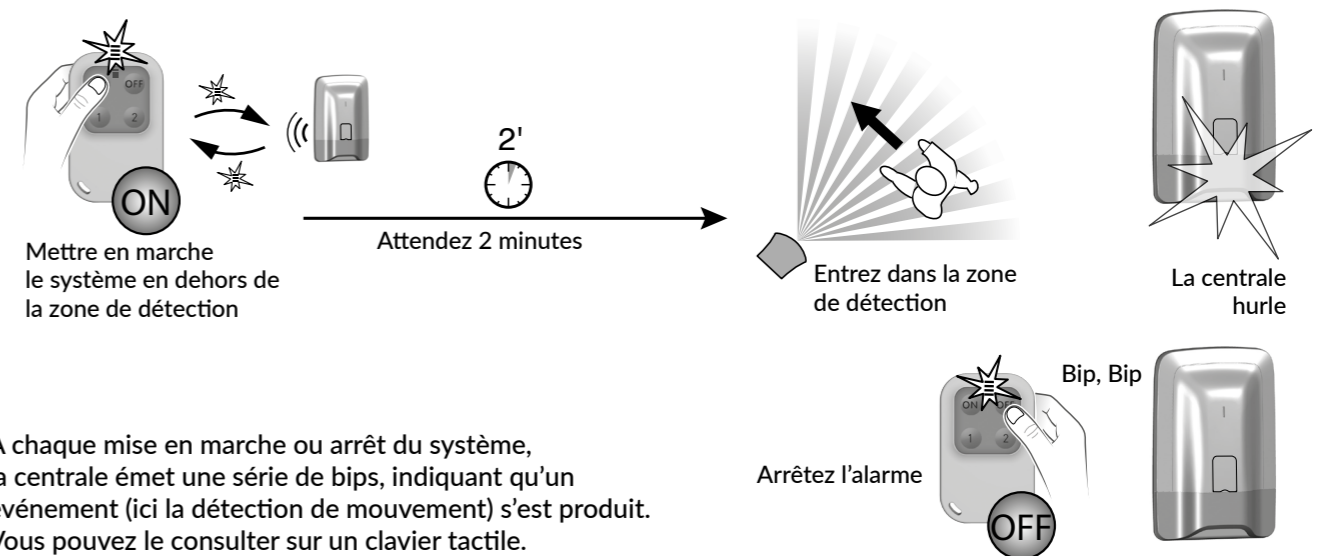 OFF
1 2
ON
Mettre en marche
le système en dehors de
la zone de détection
2'
Attendez 2 minutes
Entrez dans la zone
de détection
La centrale
hurle
Bip, Bip
ON OFF
1 2
Arrêtez l’alarme
OFF
A chaque mise en marche ou arrêt du système,
la centrale émet une série de bips, indiquant qu’un
événement (ici la détection de mouvement) s’est produit.
Vous pouvez le consulter sur un clavier tactile.